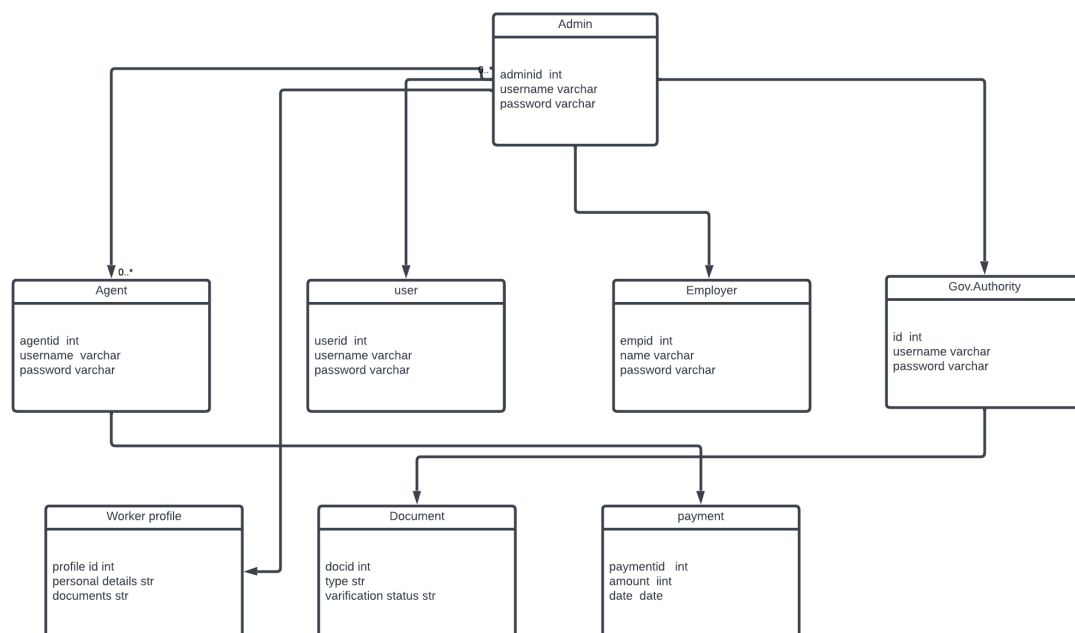 Admin
0..*
adminid int
username varchar
password varchar
0..*
Agent
agentid int
username varchar
password varchar
user
userid int
username varchar
password varchar
Employer
empid int
name varchar
password varchar
Gov.Authority
id int
username varchar
password varchar
Worker profile
profile id int
personal details str
documents str
Document
docid int
type str
varification status str
payment
paymentid int
amount iint
date date